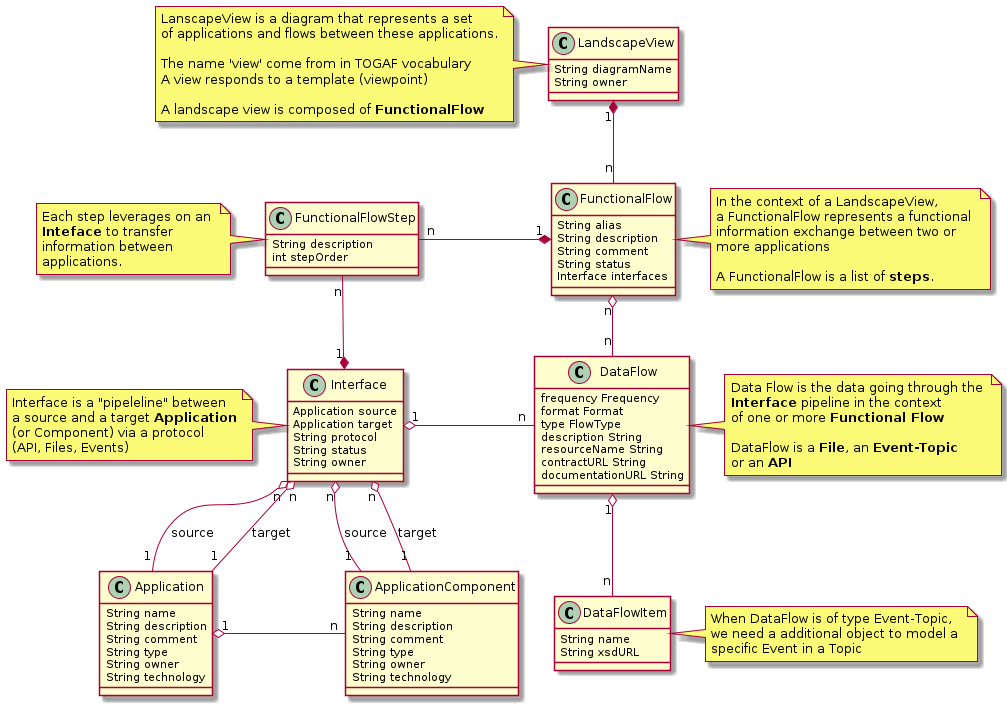 LanscapeView is a diagram that represents a set
of applications and flows between these applications.
The name 'view' come from in TOGAF vocabulary
A view responds to a template (viewpoint)
A landscape view is composed of FunctionalFlow
C LandscapeView
String diagramName
String owner
1
n
Each step leverages on an
Inteface to transfer
information between
applications.
C FunctionalFlowStep
String description
int stepOrder
n
1
C FunctionalFlow
String alias
String description
String comment
String status
Interface interfaces
In the context of a LandscapeView,
a FunctionalFlow represents a functional
information exchange between two or
more applications
A FunctionalFlow is a list of steps.
n
1
n
n
Interface is a "pipeleline" between
a source and a target Application
(or Component) via a protocol
(API, Files, Events)
C Interface
Application source
Application target
String protocol
String status
String owner
1
n
C DataFlow
frequency Frequency
format Format
type FlowType
description String
resourceName String
contractURL String
documentationURL String
Data Flow is the data going through the
Interface pipeline in the context
of one or more Functional Flow
DataFlow is a File, an Event-Topic
or an API
n
n
n
n
1
source
target
source
target
1
1
1
1
n
C Application
String name
String description
String comment
String type
String owner
String technology
1
n
C ApplicationComponent
String name
String description
String comment
String type
String owner
String technology
C DataFlowItem
String name
String xsdURL
When DataFlow is of type Event-Topic,
we need a additional object to model a
specific Event in a Topic